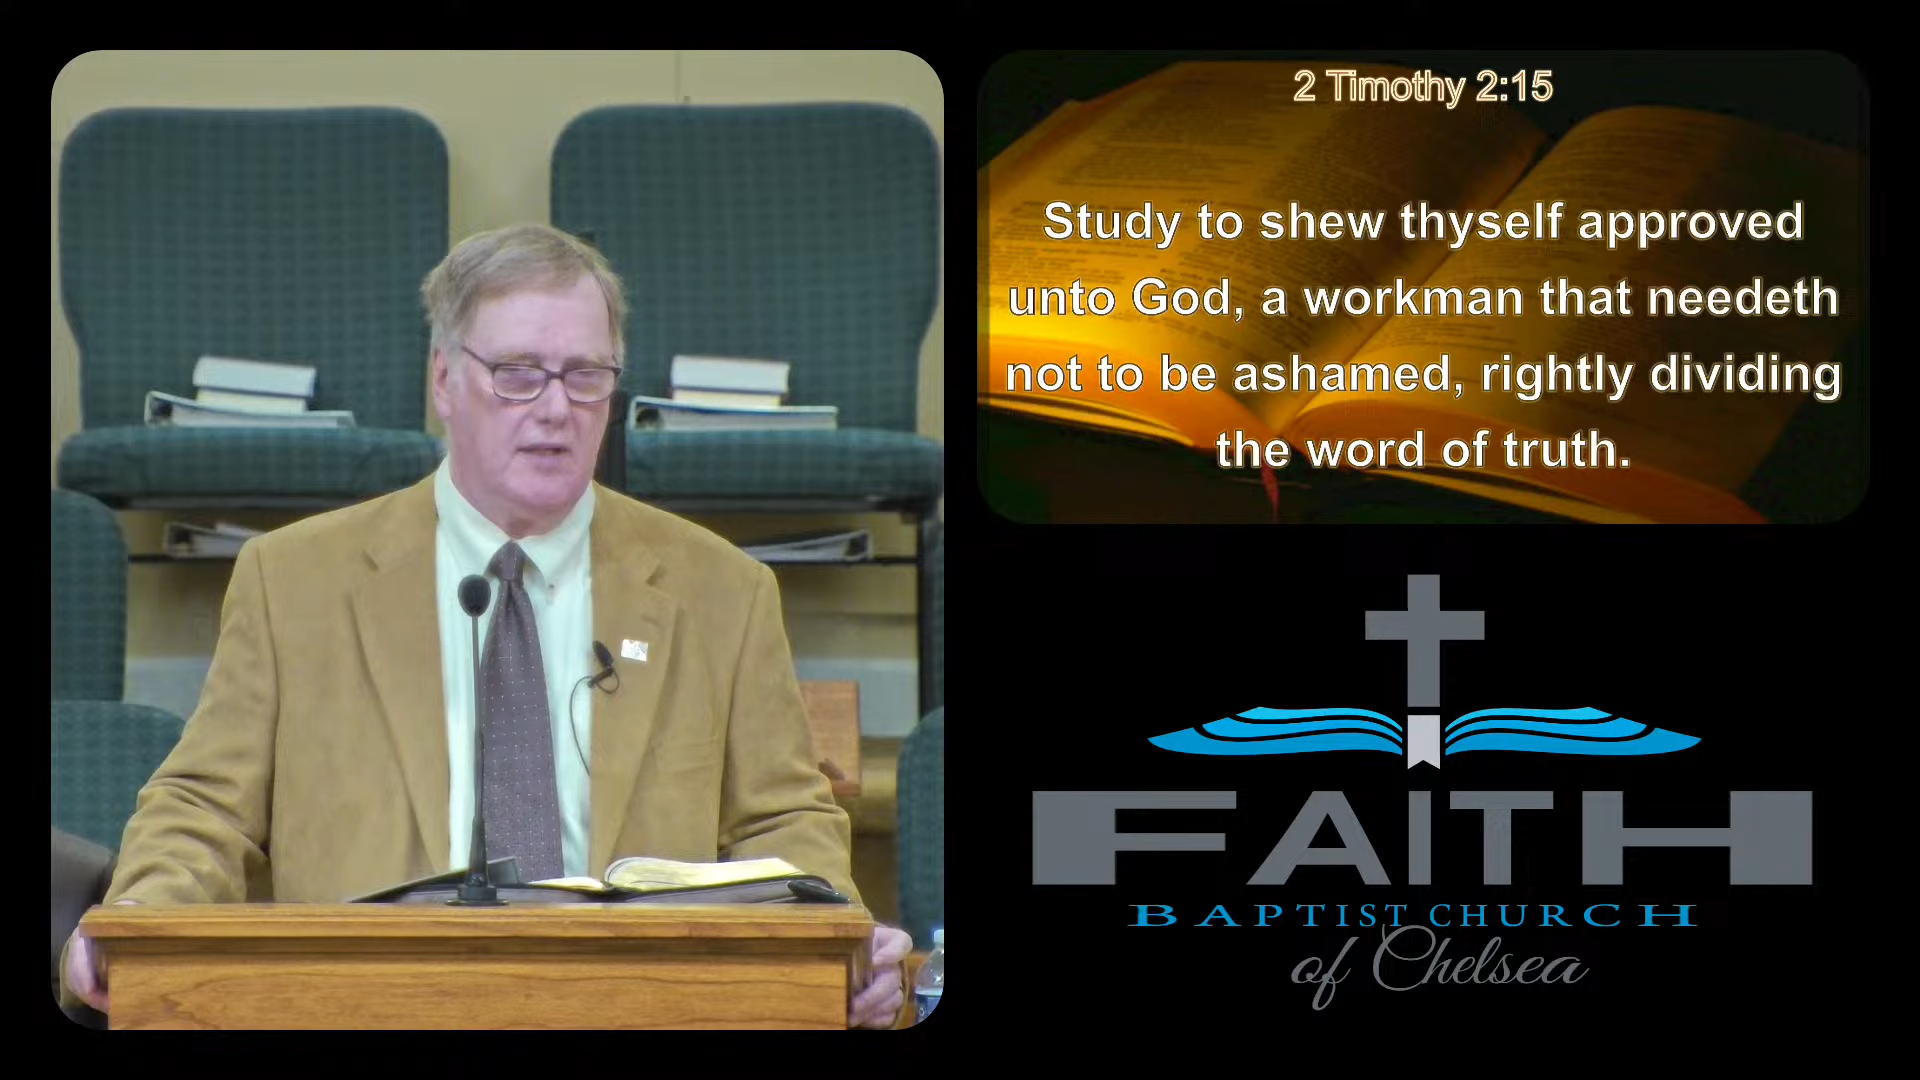 2 Timothy 2:15
Study to shew thyself approved
unto God, a workman that needeth
not to be ashamed, rightly dividing
the word of truth.
FAITH
BAPTIST CHURCH
of Chelsea